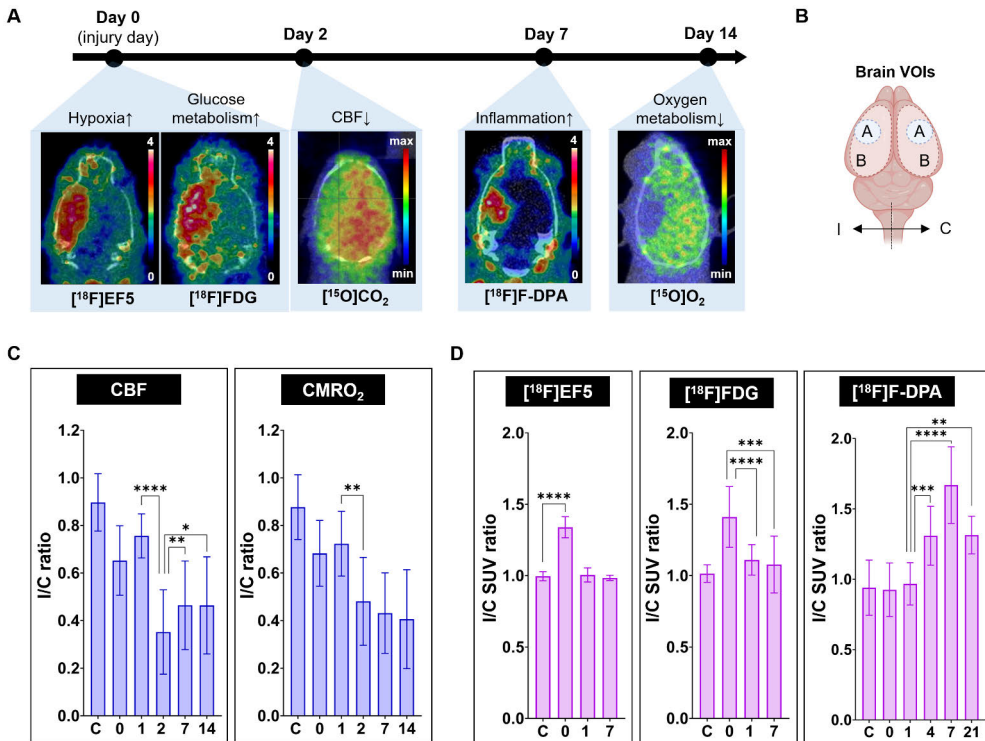 A
Day 0
(injury day)
Day 2
Day 7
Day 14
Hypoxia↑
Glucose
metabolism↑
CBF↓
Inflammation↑
Oxygen
metabolism↓
4
0
4
0
max
min
4
0
max
min
[¹⁸F]EF5
[¹⁸F]FDG
[¹⁵O]CO₂
[¹⁸F]F-DPA
[¹⁵O]O₂
B
Brain VOIs
A
A
B
B
I
C
C
CBF
I/C ratio
1.2
1.0
0.8
0.6
0.4
0.2
0.0
****
**
*
C 0 1 2 7 14
CMRO₂
I/C ratio
1.2
1.0
0.8
0.6
0.4
0.2
0.0
**
C 0 1 2 7 14
D
[¹⁸F]EF5
I/C SUV ratio
2.0
1.5
1.0
0.5
0.0
****
C 0 1 7
[¹⁸F]FDG
I/C SUV ratio
2.0
1.5
1.0
0.5
0.0
***
****
C 0 1 7
[¹⁸F]F-DPA
I/C SUV ratio
2.0
1.5
1.0
0.5
0.0
**
****
***
C 0 1 4 7 21